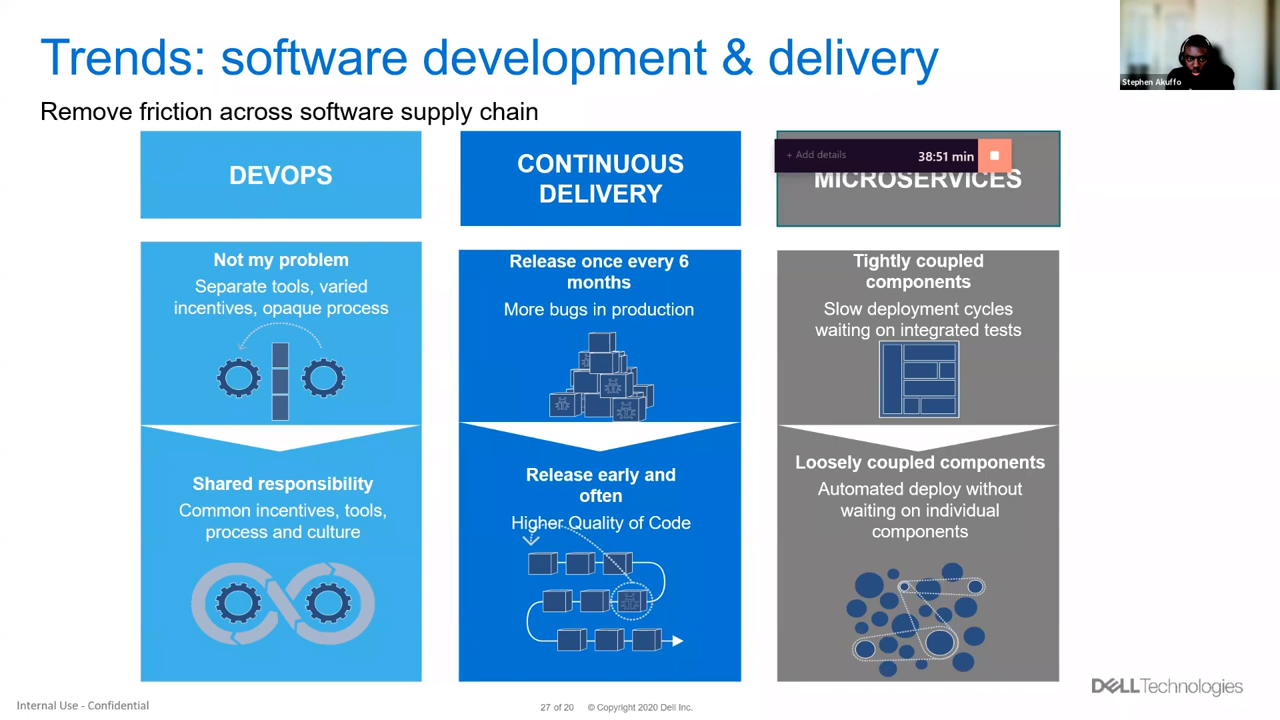 Trends: software development & delivery
Stephen Akuffo
Remove friction across software supply chain
DEVOPS
CONTINUOUS
DELIVERY
+ Add details
38:51 min
MICROSERVICES
Not my problem
Separate tools, varied
incentives, opaque process
Release once every 6
months
More bugs in production
Tightly coupled
components
Slow deployment cycles
waiting on integrated tests
Shared responsibility
Common incentives, tools,
process and culture
Release early and
often
Higher Quality of Code
Loosely coupled components
Automated deploy without
waiting on individual
components
Internal Use - Confidential
27 of 20 © Copyright 2020 Dell Inc.
DELLTechnologies